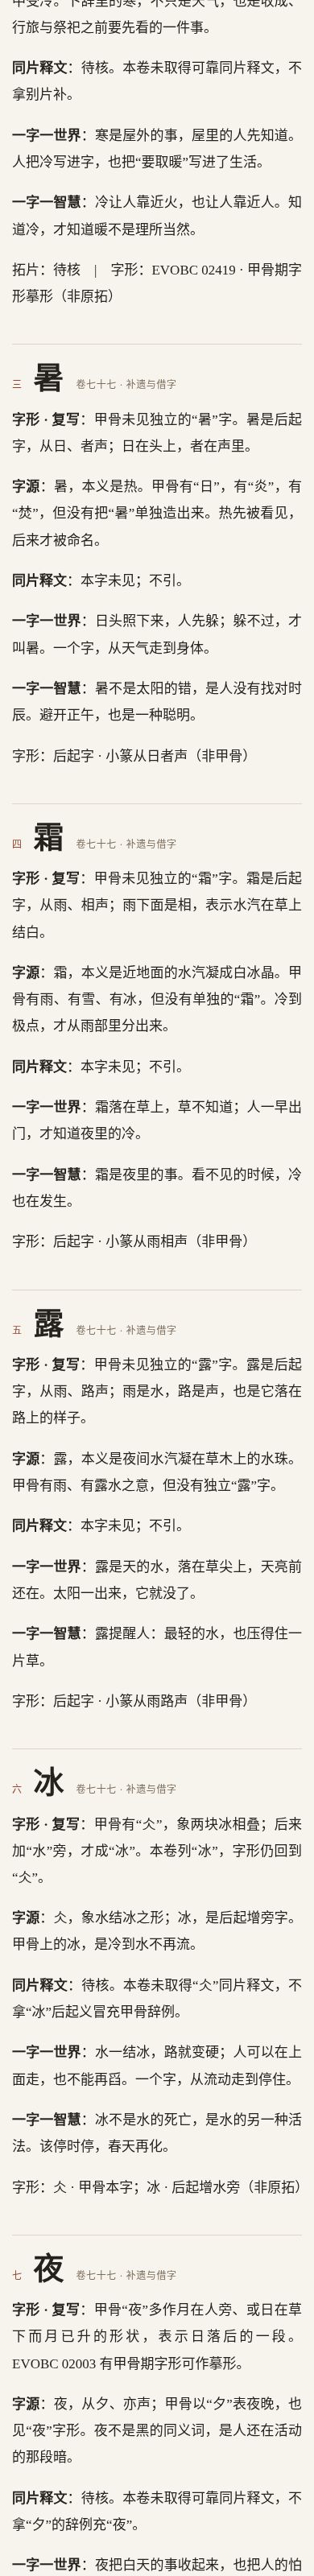 行旅与祭祀之前要先看的一件事。
同片释文：待核。本卷未取得可靠同片释文，不
拿别片补。
一字一世界：寒是屋外的事，屋里的人先知道。
人把冷写进字，也把“要取暖”写进了生活。
一字一智慧：冷让人靠近火，也让人靠近人。知
道冷，才知道暖不是理所当然。
拓片：待核 | 字形：EVOBC 02419 · 甲骨期字
形摹形（非原拓）
三 暑 卷七十七 · 补遗与借字
字形 · 复写：甲骨未见独立的“暑”字。暑是后起
字，从日、者声；日在头上，者在声里。
字源：暑，本义是热。甲骨有“日”，有“炎”，有
“焚”，但没有把“暑”单独造出来。热先被看见，
后来才被命名。
同片释文：本字未见；不引。
一字一世界：日头照下来，人先躲；躲不过，才
叫暑。一个字，从天气走到身体。
一字一智慧：暑不是太阳的错，是人没有找对时
辰。避开正午，也是一种聪明。
字形：后起字 · 小篆从日者声（非甲骨）
四 霜 卷七十七 · 补遗与借字
字形 · 复写：甲骨未见独立的“霜”字。霜是后起
字，从雨、相声；雨下面是相，表示水汽在草上
结白。
字源：霜，本义是近地面的水汽凝成白冰晶。甲
骨有雨、有雪、有冰，但没有单独的“霜”。冷到
极点，才从雨部里分出来。
同片释文：本字未见；不引。
一字一世界：霜落在草上，草不知道；人一早出
门，才知道夜里的冷。
一字一智慧：霜是夜里的事。看不见的时候，冷
也在发生。
字形：后起字 · 小篆从雨相声（非甲骨）
五 露 卷七十七 · 补遗与借字
字形 · 复写：甲骨未见独立的“露”字。露是后起
字，从雨、路声；雨是水，路是声，也是它落在
路上的样子。
字源：露，本义是夜间水汽凝在草木上的水珠。
甲骨有雨、有露水之意，但没有独立“露”字。
同片释文：本字未见；不引。
一字一世界：露是天的水，落在草尖上，天亮前
还在。太阳一出来，它就没了。
一字一智慧：露提醒人：最轻的水，也压得住一
片草。
字形：后起字 · 小篆从雨路声（非甲骨）
六 冰 卷七十七 · 补遗与借字
字形 · 复写：甲骨有“仌”，象两块冰相叠；后来
加“水”旁，才成“冰”。本卷列“冰”，字形仍回到
“仌”。
字源：仌，象水结冰之形；冰，是后起增旁字。
甲骨上的冰，是冷到水不再流。
同片释文：待核。本卷未取得“仌”同片释文，不
拿“冰”后起义冒充甲骨辞例。
一字一世界：水一结冰，路就变硬；人可以在上
面走，也不能再舀。一个字，从流动走到停住。
一字一智慧：冰不是水的死亡，是水的另一种活
法。该停时停，春天再化。
字形：仌 · 甲骨本字；冰 · 后起增水旁（非原拓）
七 夜 卷七十七 · 补遗与借字
字形 · 复写：甲骨“夜”多作月在人旁、或日在草
下而月已升的形状，表示日落后的一段。
EVOBC 02003 有甲骨期字形可作摹形。
字源：夜，从夕、亦声；甲骨以“夕”表夜晚，也
见“夜”字形。夜不是黑的同义词，是人还在活动
的那段暗。
同片释文：待核。本卷未取得可靠同片释文，不
拿“夕”的辞例充“夜”。
一字一世界：夜把白天的事收起来，也把人的怕